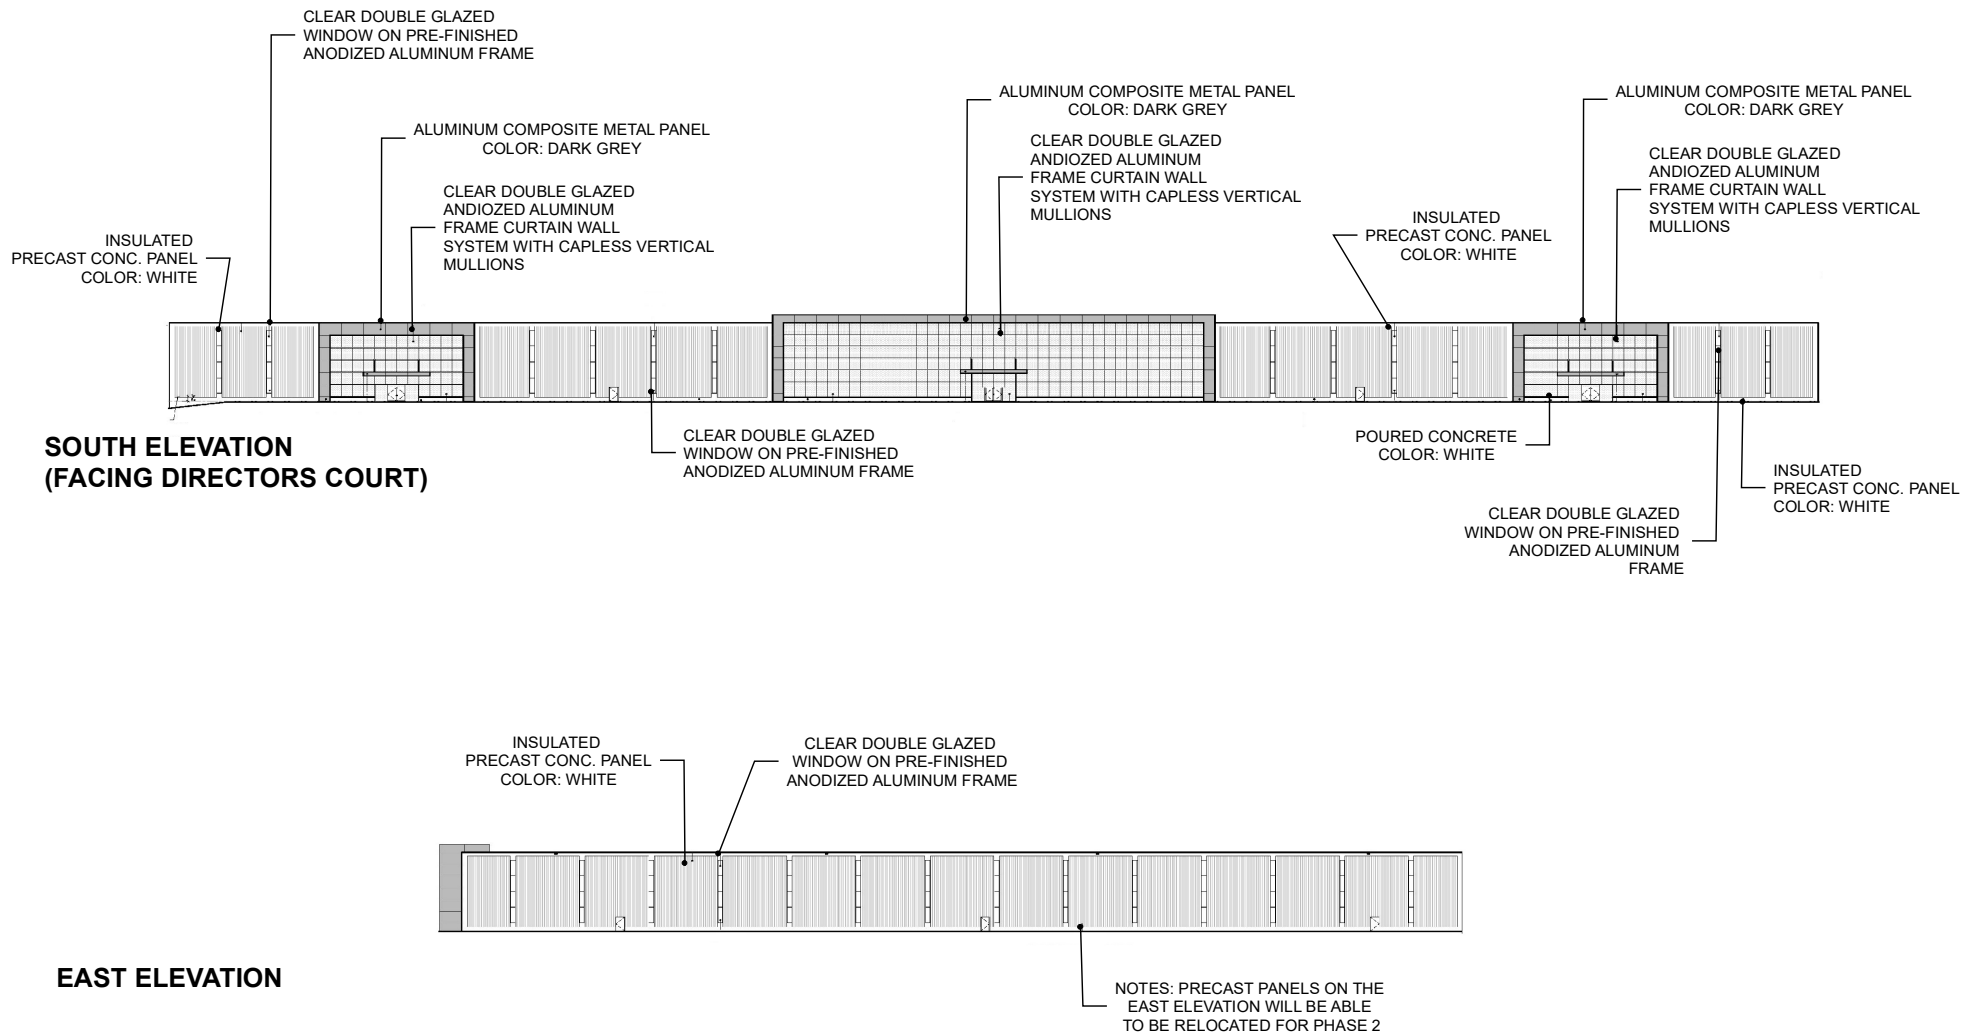 CLEAR DOUBLE GLAZED
WINDOW ON PRE-FINISHED
ANODIZED ALUMINUM FRAME
ALUMINUM COMPOSITE METAL PANEL
COLOR: DARK GREY
CLEAR DOUBLE GLAZED
ANDIOZED ALUMINUM
FRAME CURTAIN WALL
SYSTEM WITH CAPLESS VERTICAL
MULLIONS
INSULATED
PRECAST CONC. PANEL
COLOR: WHITE
ALUMINUM COMPOSITE METAL PANEL
COLOR: DARK GREY
CLEAR DOUBLE GLAZED
ANDIOZED ALUMINUM
FRAME CURTAIN WALL
SYSTEM WITH CAPLESS VERTICAL
MULLIONS
INSULATED
PRECAST CONC. PANEL
COLOR: WHITE
ALUMINUM COMPOSITE METAL PANEL
COLOR: DARK GREY
CLEAR DOUBLE GLAZED
ANDIOZED ALUMINUM
FRAME CURTAIN WALL
SYSTEM WITH CAPLESS VERTICAL
MULLIONS
SOUTH ELEVATION
(FACING DIRECTORS COURT)
CLEAR DOUBLE GLAZED
WINDOW ON PRE-FINISHED
ANODIZED ALUMINUM FRAME
POURED CONCRETE
COLOR: WHITE
INSULATED
PRECAST CONC. PANEL
COLOR: WHITE
CLEAR DOUBLE GLAZED
WINDOW ON PRE-FINISHED
ANODIZED ALUMINUM
FRAME
INSULATED
PRECAST CONC. PANEL
COLOR: WHITE
CLEAR DOUBLE GLAZED
WINDOW ON PRE-FINISHED
ANODIZED ALUMINUM FRAME
EAST ELEVATION
NOTES: PRECAST PANELS ON THE
EAST ELEVATION WILL BE ABLE
TO BE RELOCATED FOR PHASE 2